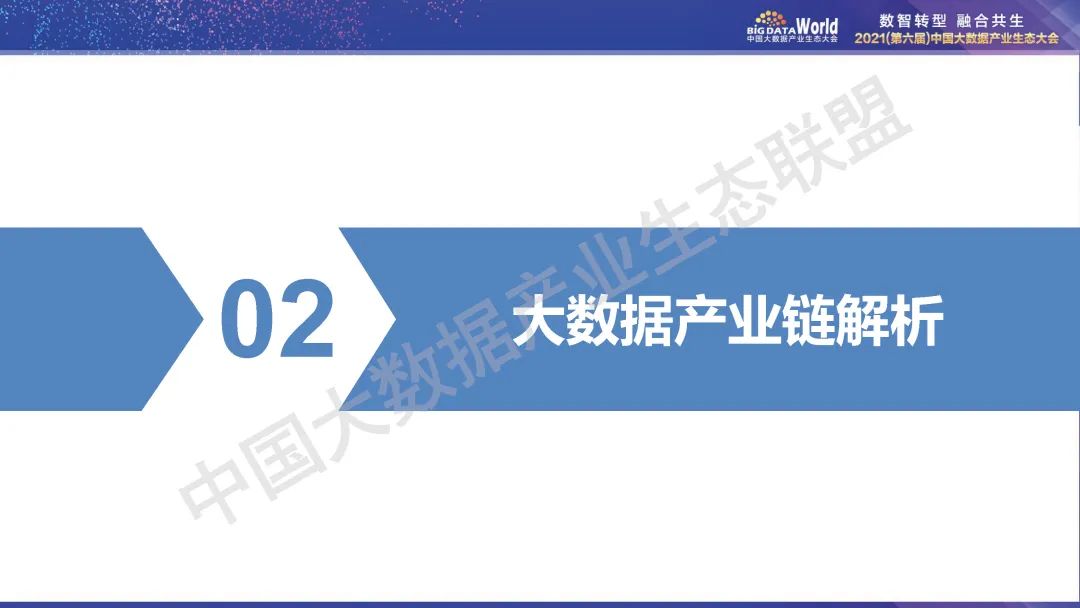 BIG DATA World
中国大数据产业生态大会
数智转型 融合共生
2021(第六届)中国大数据产业生态大会
02
大数据产业链解析
中国大数据产业生态联盟